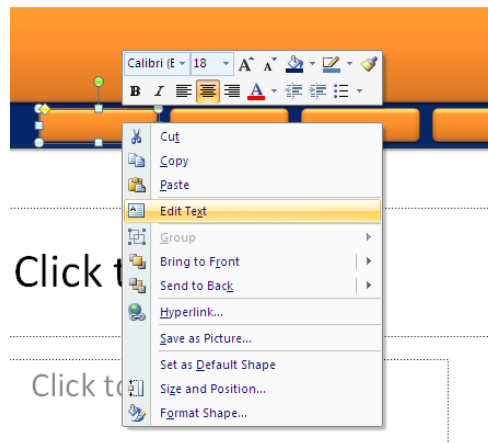 Calibri (E 18 A A
B I A
Cut
Copy
Paste
Edit Text
Group
Click t
Bring to Front
Send to Back
Hyperlink...
Save as Picture...
Set as Default Shape
Click to
Size and Position...
Format Shape...